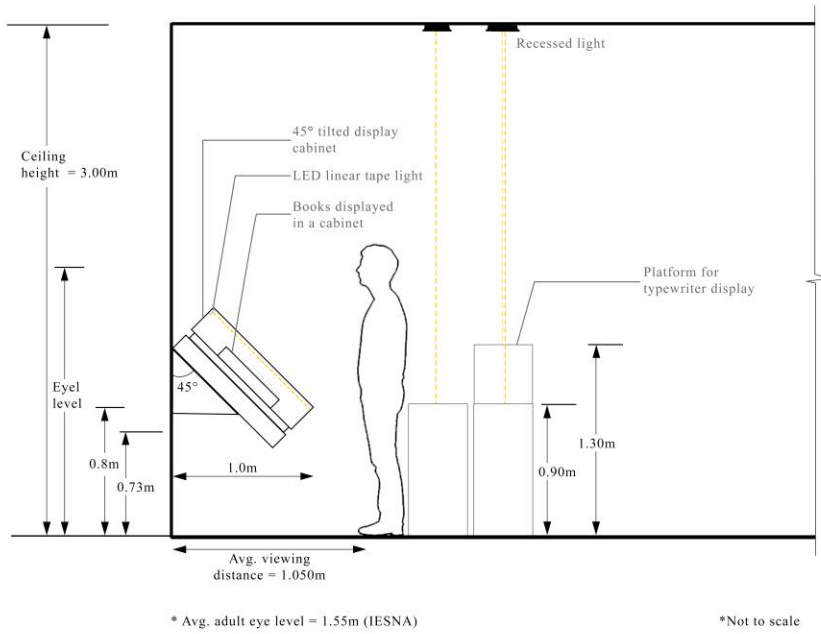 Recessed light
45° tilted display
cabinet
Ceiling
height = 3.00m
LED linear tape light
Books displayed
in a cabinet
Platform for
typewriter display
45°
Eyel
level
1.30m
0.8m
1.0m
0.90m
0.73m
Avg. viewing
distance = 1.050m
* Avg. adult eye level = 1.55m (IESNA)
*Not to scale